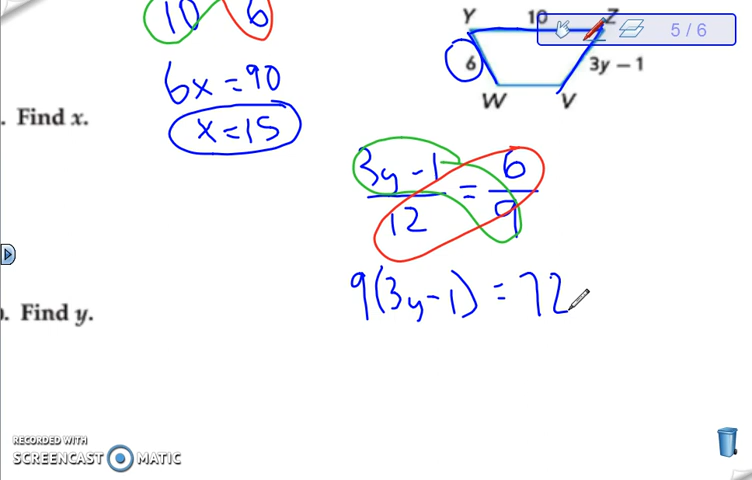 10 6
6x = 90
x = 15
. Find x.
Y 10 Z
6 3y – 1
W V
5 / 6
3y - 1 = 6
12 9
9(3y-1) = 72
. Find y.
RECORDED WITH
SCREENCAST MATIC